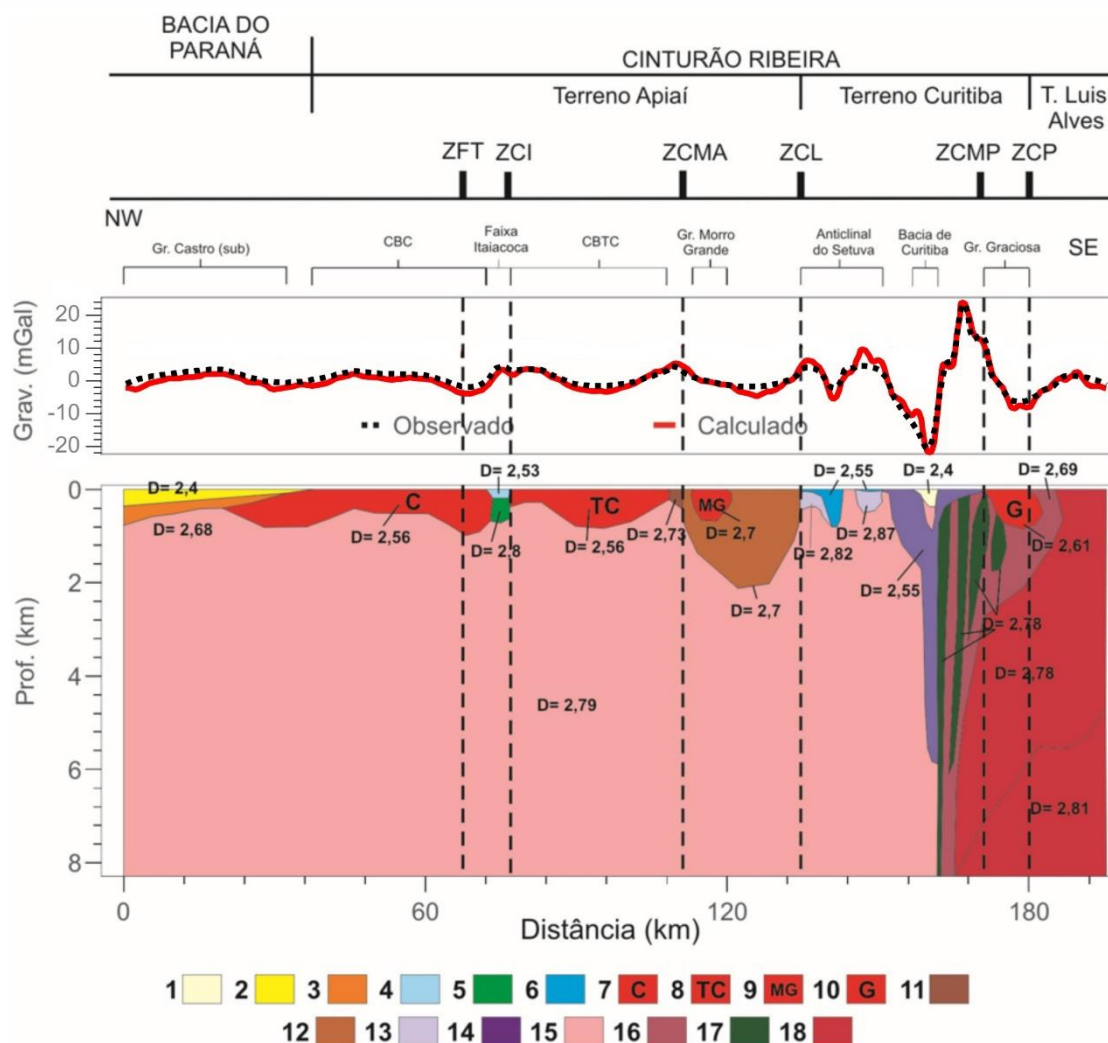 BACIA DO
PARANÁ
CINTURÃO RIBEIRA
Terreno Apiaí
Terreno Curitiba
T. Luis
Alves
ZFT
ZCI
ZCMA
ZCL
ZCMP
ZCP
NW
Gr. Castro (sub)
CBC
Faixa
Itaiacoca
CBTC
Gr. Morro
Grande
Anticlinal
do Setuva
Bacia de
Curitiba
Gr. Graciosa
SE
Grav. (mGal)
20
10
0
-10
-20
Observado
Calculado
D= 2,53
D= 2,55
D= 2,4
D= 2,69
Prof. (km)
0
2
4
6
8
D= 2,4
D= 2,68
C
D= 2,56
D= 2,8
TC
D= 2,56
D= 2,73
MG
D= 2,7
D= 2,7
D= 2,82
D= 2,87
D= 2,55
G
D= 2,61
D= 2,78
D= 2,78
D= 2,79
D= 2,81
0
60
120
180
Distância (km)
1 2 3 4 5 6 7 C 8 TC 9 MG 10 G 11
12 13 14 15 16 17 18